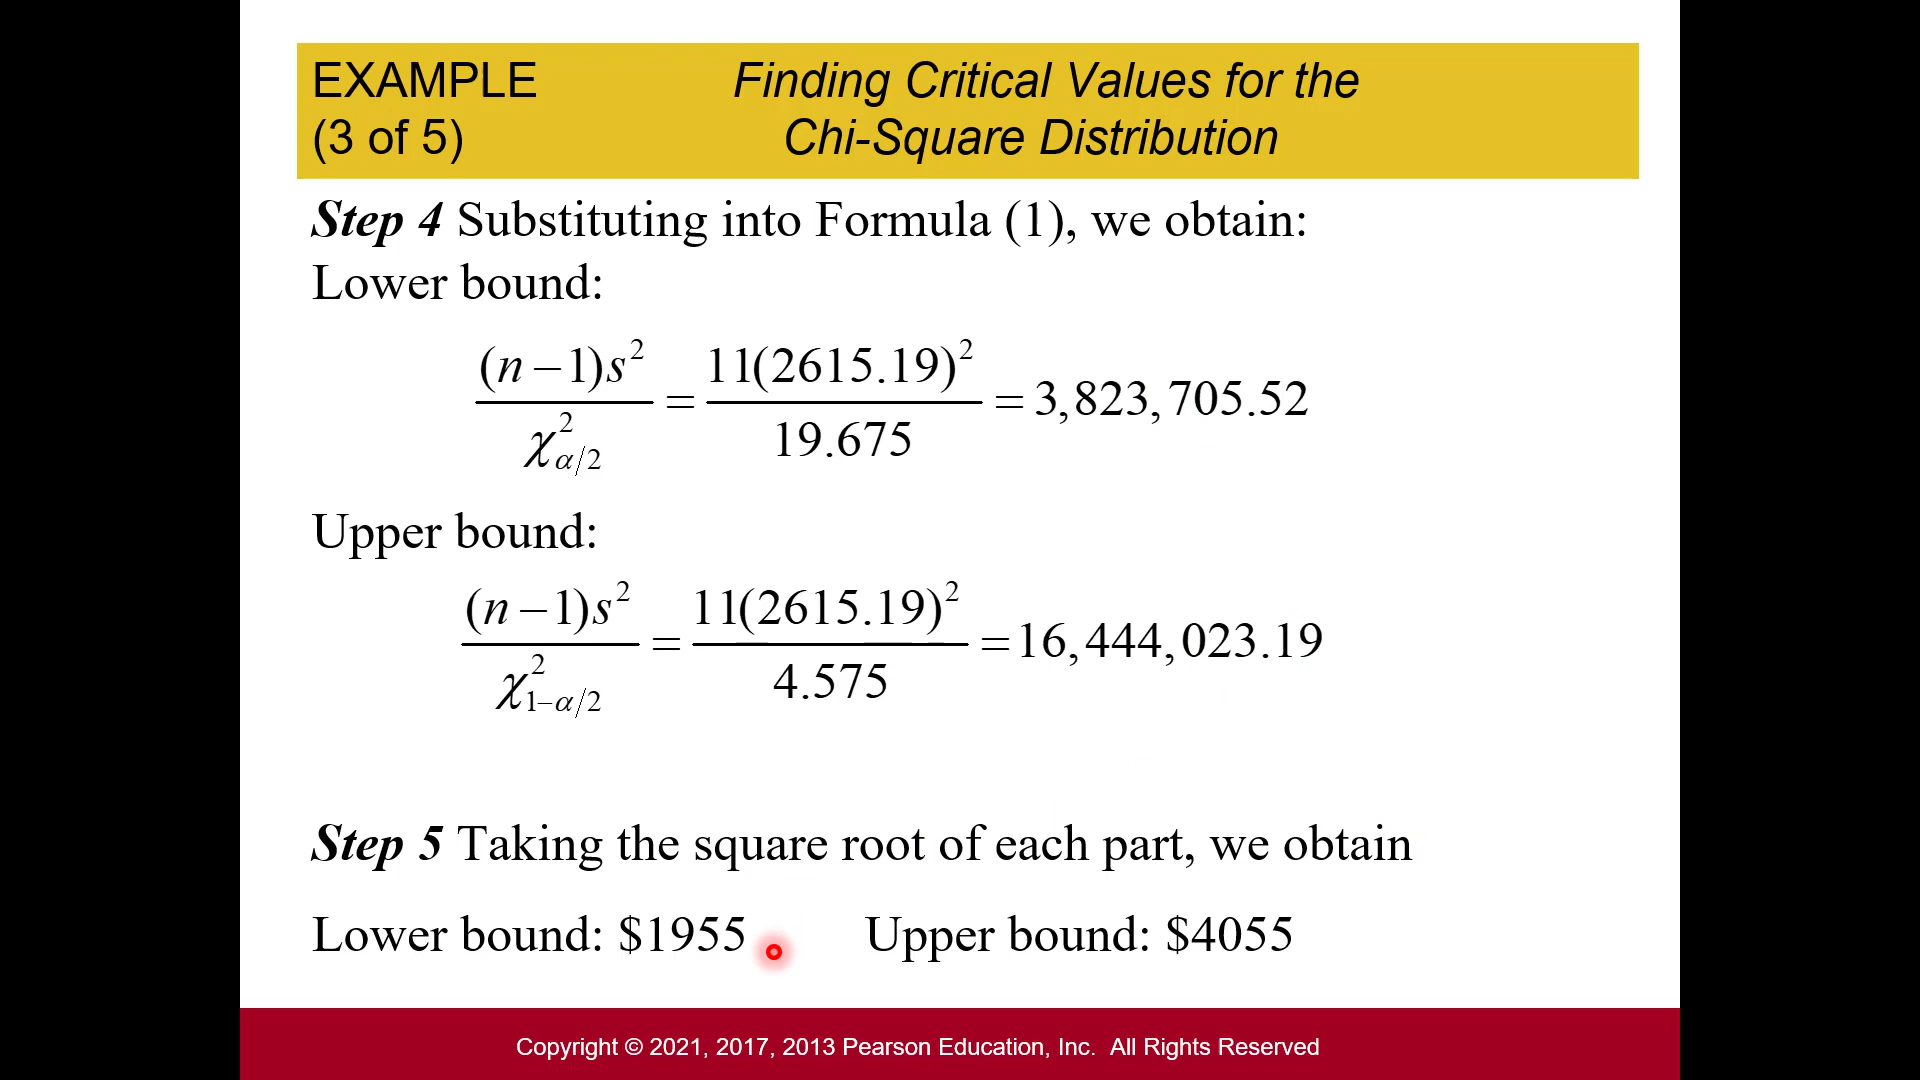 EXAMPLE
(3 of 5)
Finding Critical Values for the
Chi-Square Distribution
Step 4 Substituting into Formula (1), we obtain:
Lower bound:
(n − 1)s² / χ²_{α/2} = 11(2615.19)² / 19.675 = 3,823,705.52
Upper bound:
(n − 1)s² / χ²_{1−α/2} = 11(2615.19)² / 4.575 = 16,444,023.19
Step 5 Taking the square root of each part, we obtain
Lower bound: $1955 Upper bound: $4055
Copyright © 2021, 2017, 2013 Pearson Education, Inc. All Rights Reserved